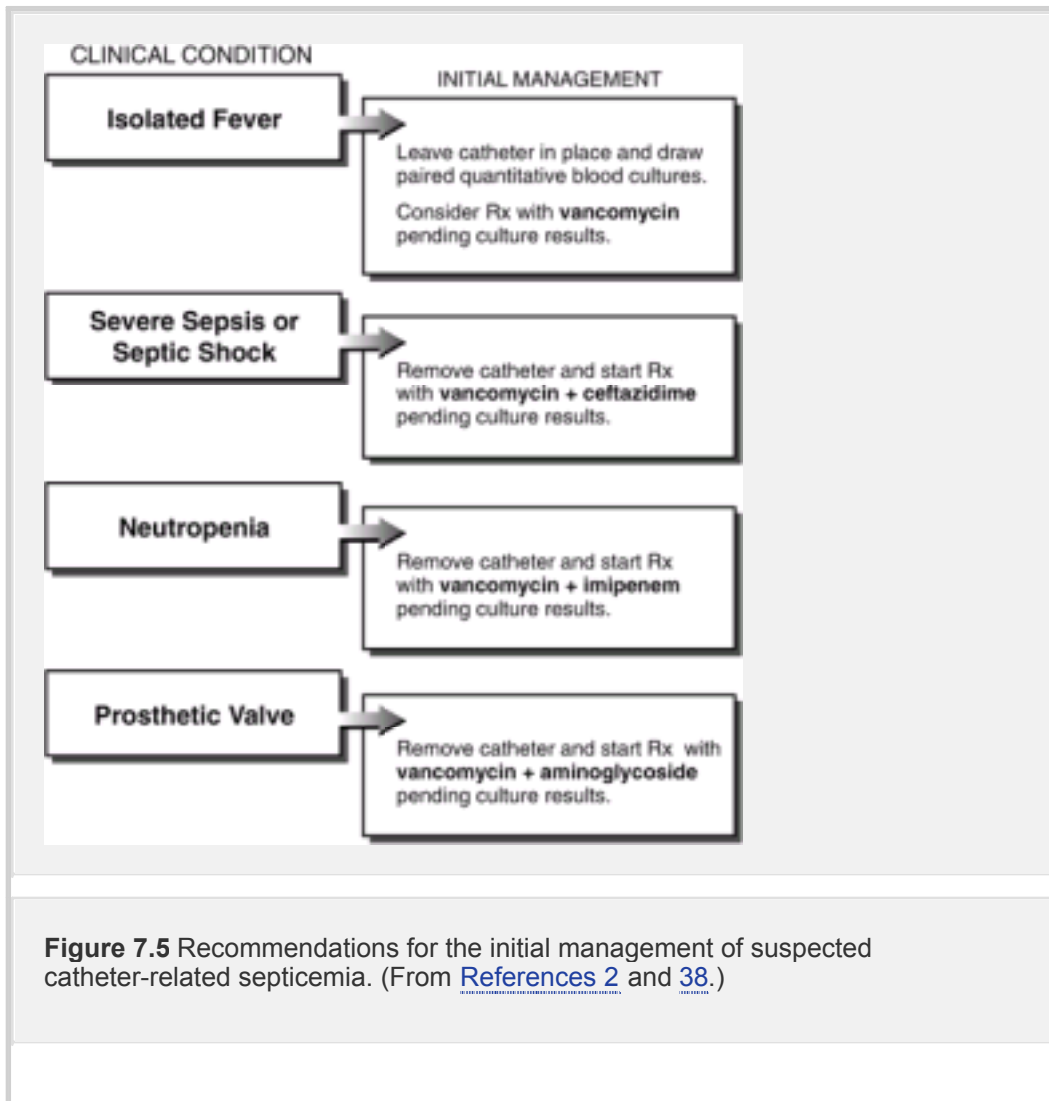 CLINICAL CONDITION
INITIAL MANAGEMENT
Isolated Fever
Leave catheter in place and draw
paired quantitative blood cultures.
Consider Rx with vancomycin
pending culture results.
Severe Sepsis or
Septic Shock
Remove catheter and start Rx
with vancomycin + ceftazidime
pending culture results.
Neutropenia
Remove catheter and start Rx
with vancomycin + imipenem
pending culture results.
Prosthetic Valve
Remove catheter and start Rx with
vancomycin + aminoglycoside
pending culture results.
Figure 7.5 Recommendations for the initial management of suspected
catheter-related septicemia. (From References 2 and 38.)